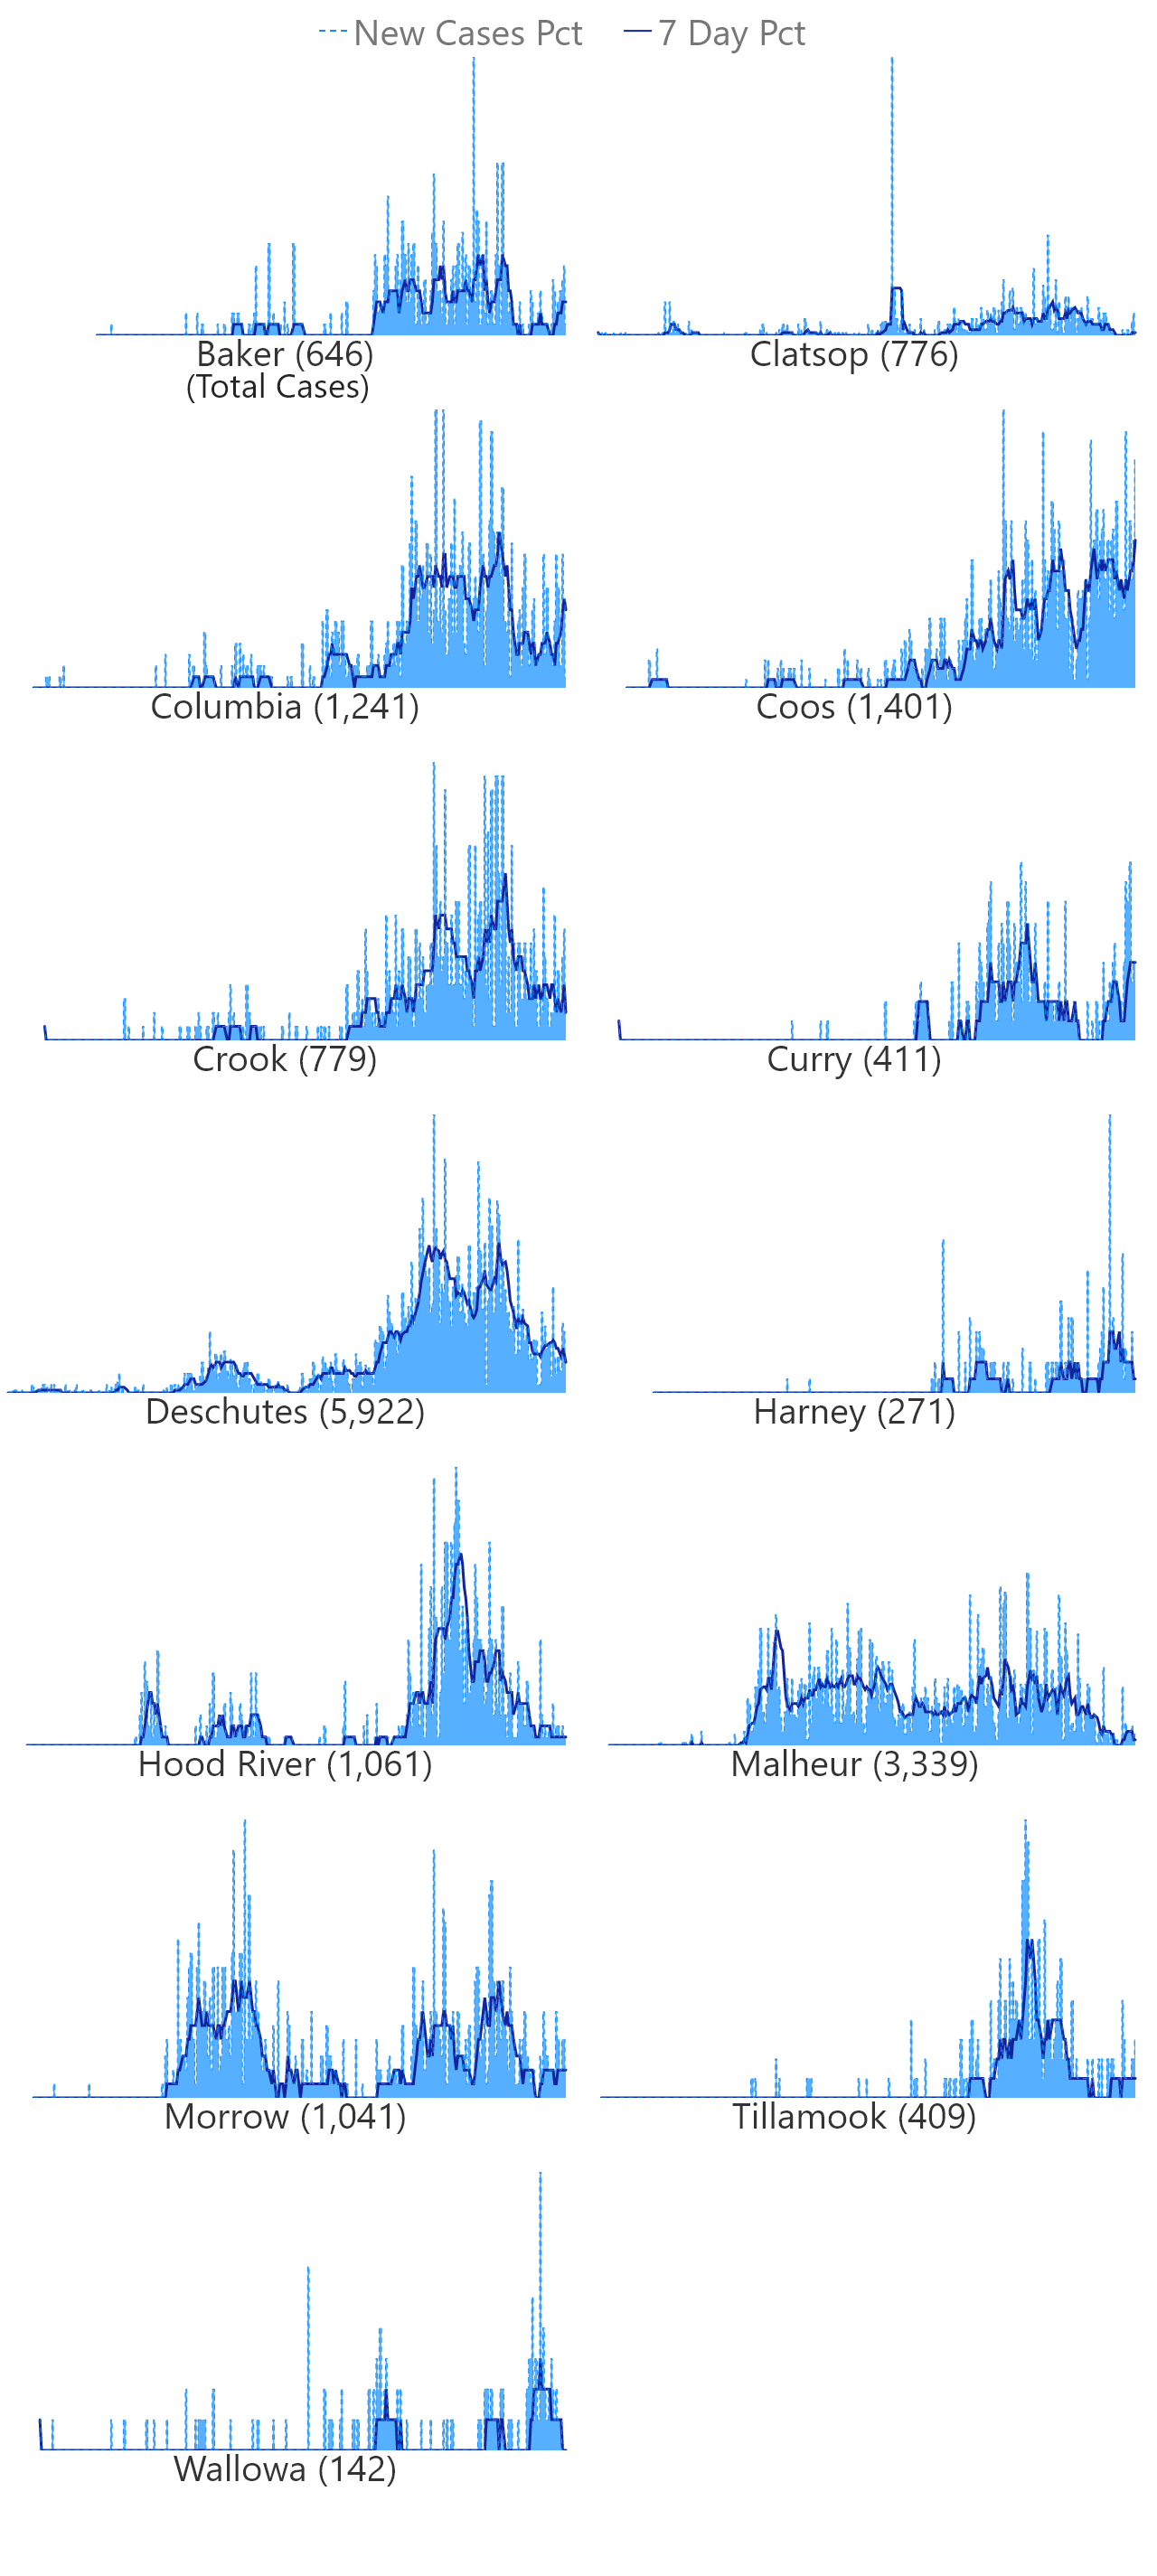 New Cases Pct 7 Day Pct
Baker (646)
(Total Cases)
Clatsop (776)
Columbia (1,241)
Coos (1,401)
Crook (779)
Curry (411)
Deschutes (5,922)
Harney (271)
Hood River (1,061)
Malheur (3,339)
Morrow (1,041)
Tillamook (409)
Wallowa (142)